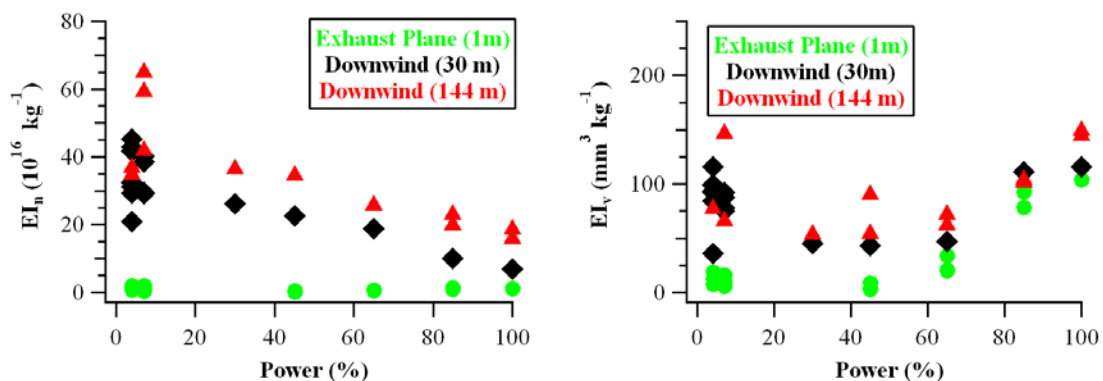 80
60
40
20
0
EIn (10^16 kg^-1)
Exhaust Plane (1m)
Downwind (30 m)
Downwind (144 m)
0 20 40 60 80 100
Power (%)
200
100
0
EIv (mm^3 kg^-1)
Exhaust Plane (1m)
Downwind (30m)
Downwind (144 m)
0 20 40 60 80 100
Power (%)